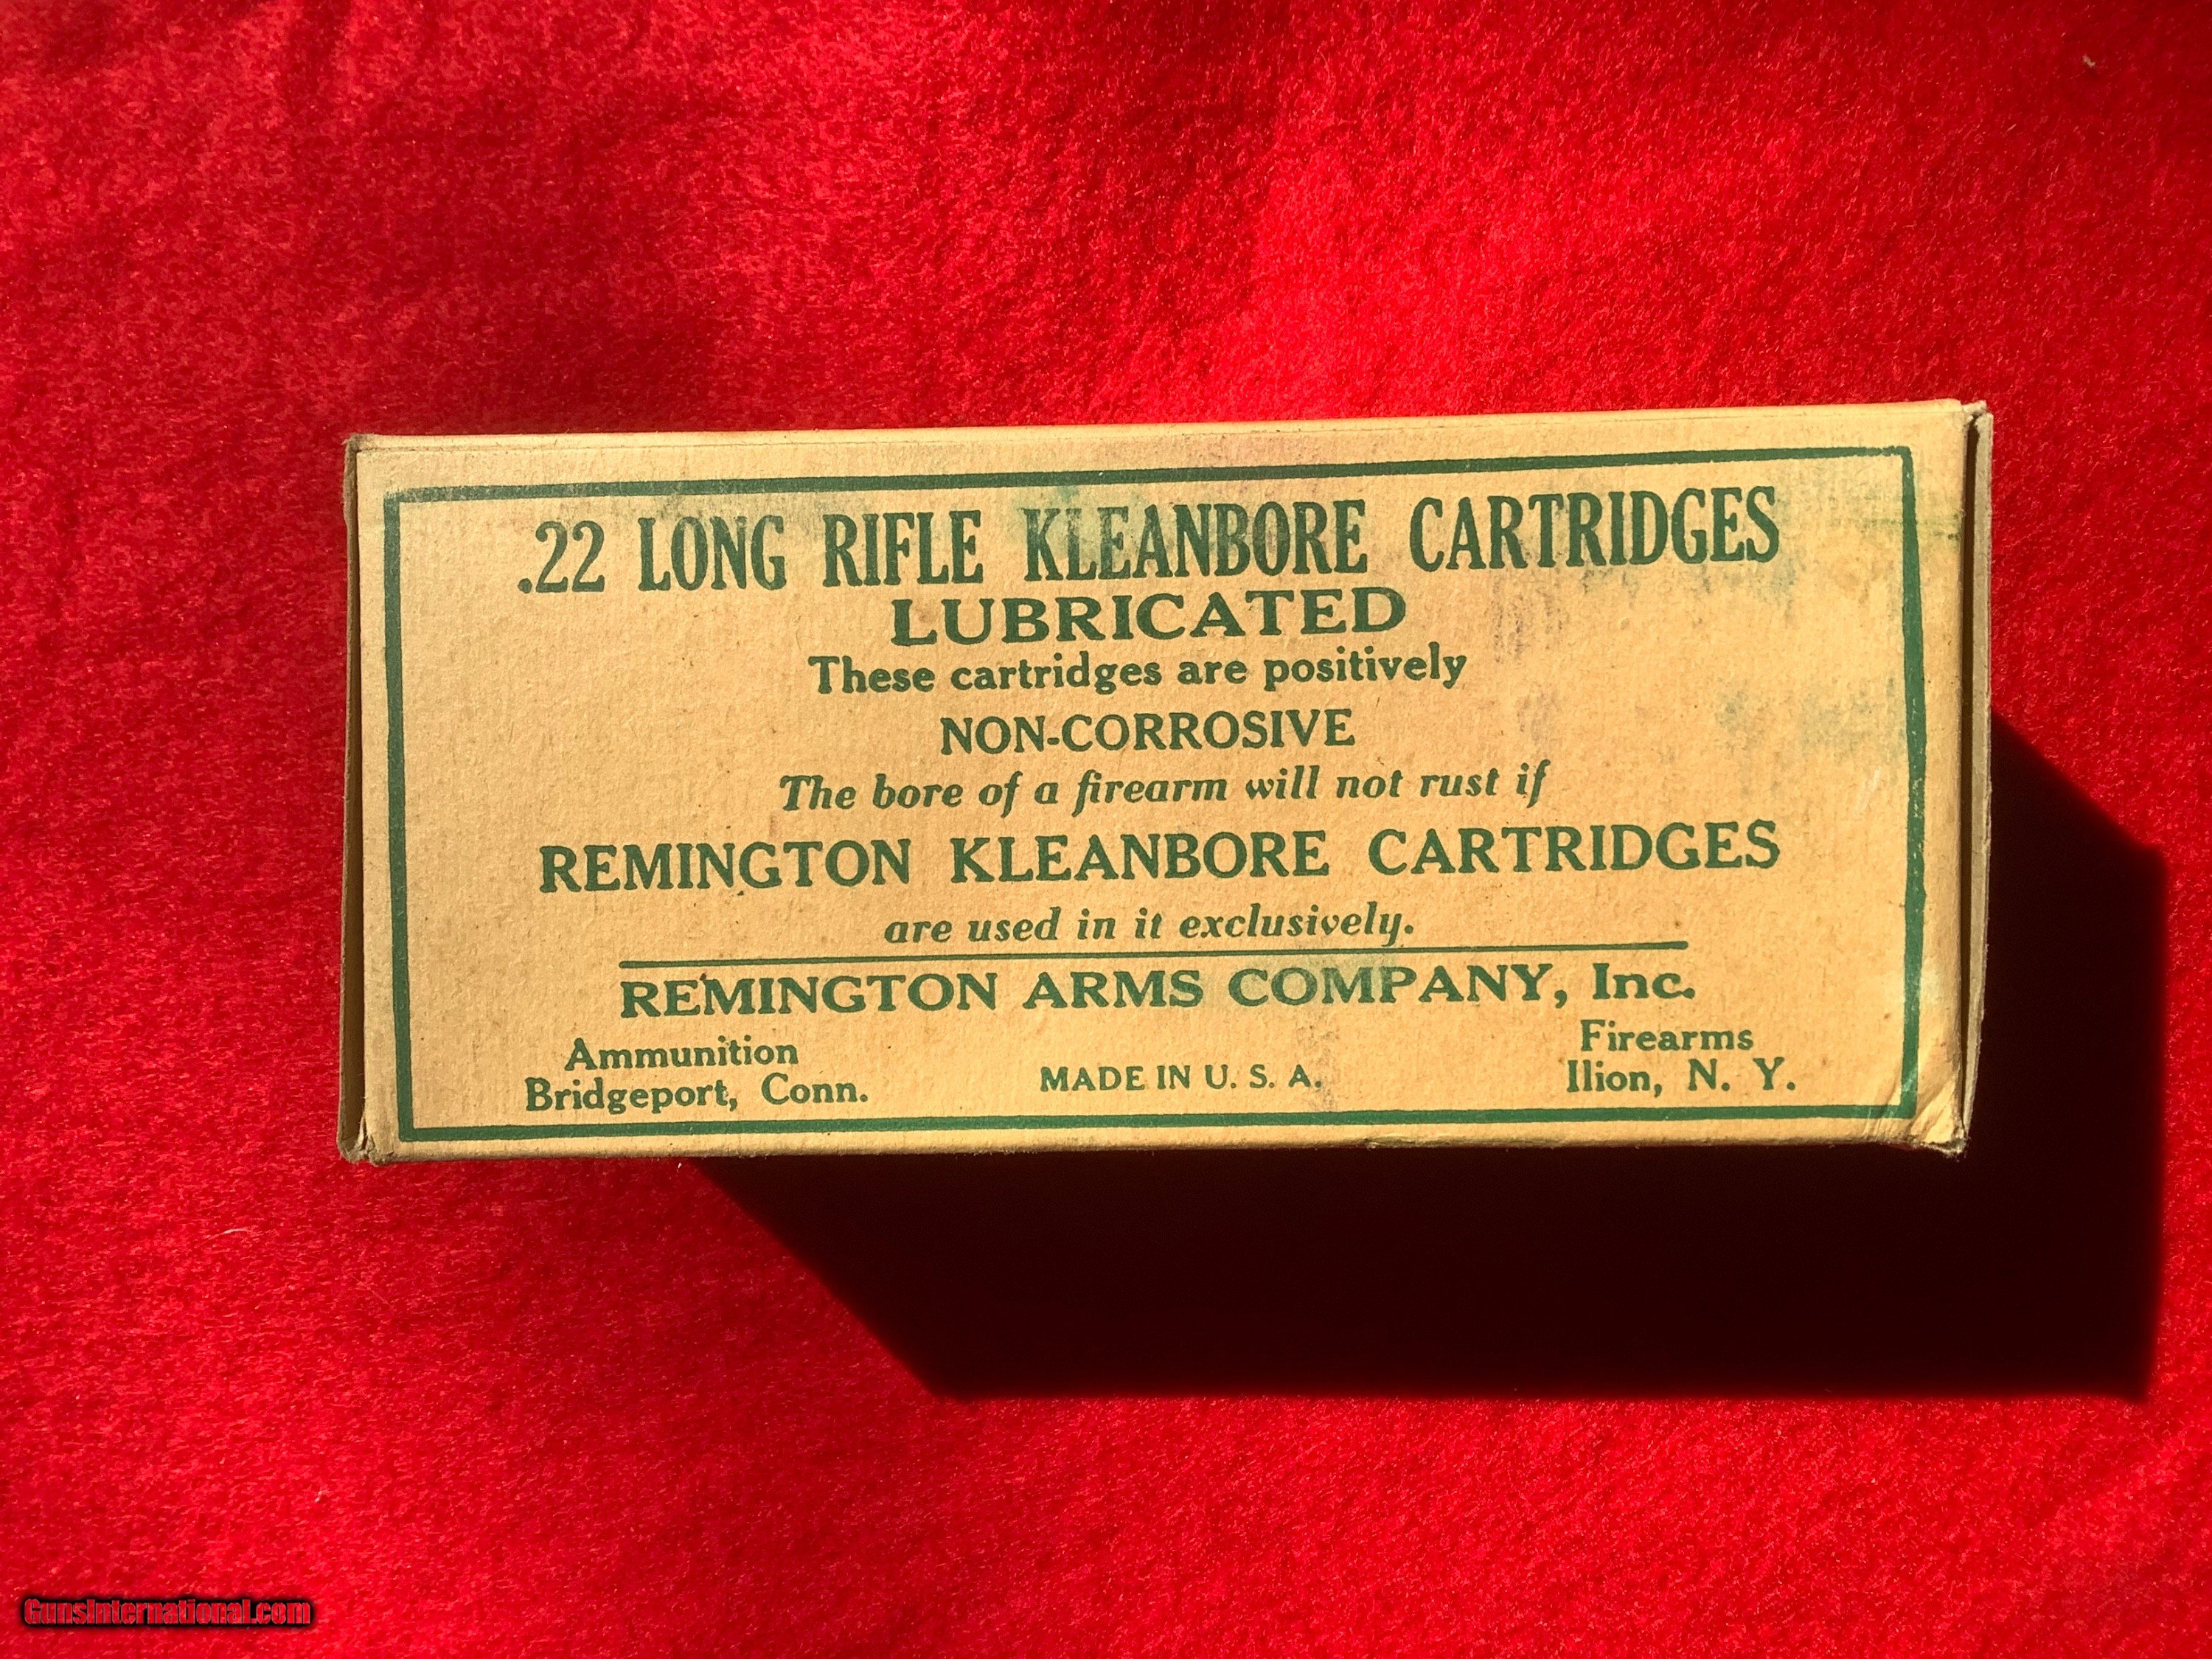 .22 LONG RIFLE KLEANBORE CARTRIDGES
LUBRICATED
These cartridges are positively
NON-CORROSIVE
The bore of a firearm will not rust if
REMINGTON KLEANBORE CARTRIDGES
are used in it exclusively.
REMINGTON ARMS COMPANY, Inc.
Ammunition
Bridgeport, Conn.
MADE IN U. S. A.
Firearms
Ilion, N. Y.
GunsInternational.com